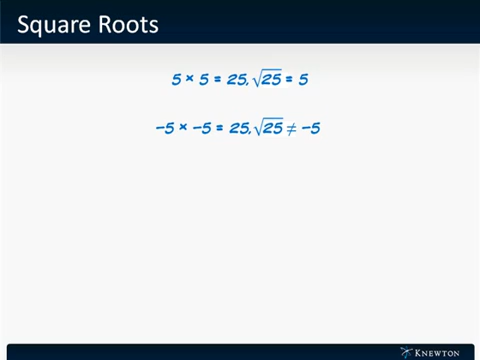 Square Roots
5 × 5 = 25, √25 = 5
-5 × -5 = 25, √25 ≠ -5
KNEWTON